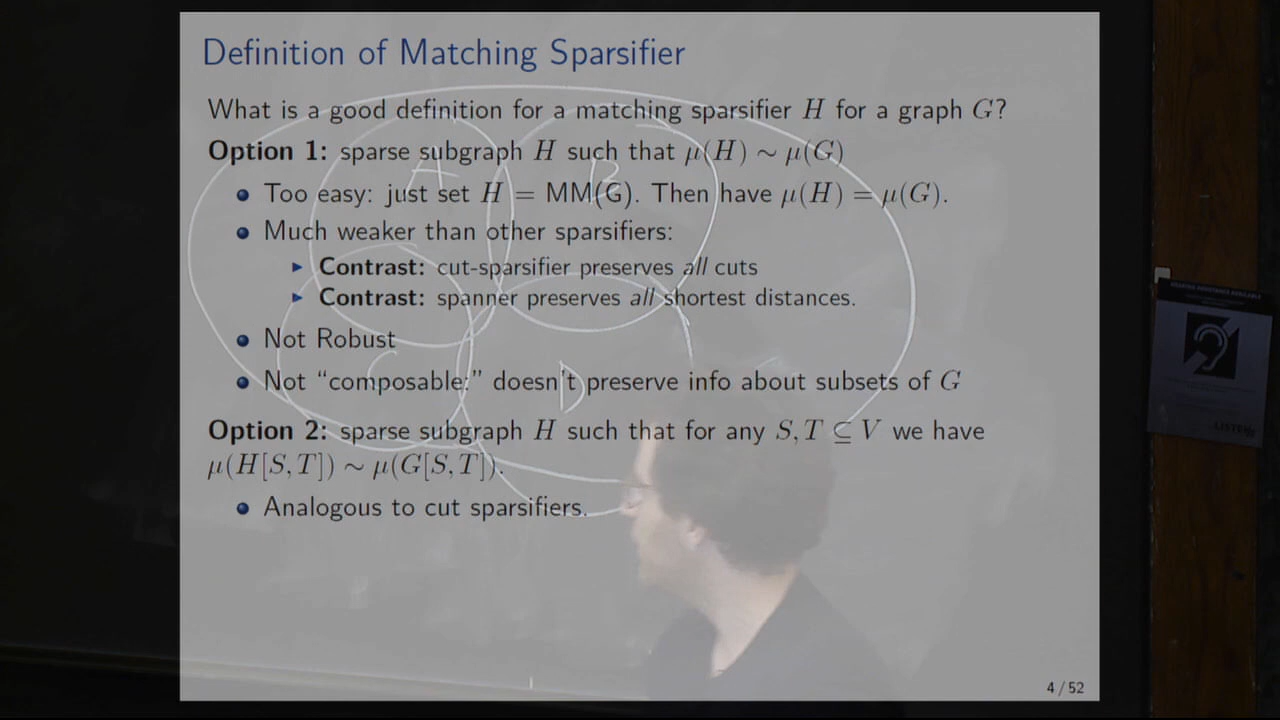 Definition of Matching Sparsifier
What is a good definition for a matching sparsifier H for a graph G?
Option 1: sparse subgraph H such that μ(H) ∼ μ(G)
• Too easy: just set H = MM(G). Then have μ(H) = μ(G).
• Much weaker than other sparsifiers:
▶ Contrast: cut-sparsifier preserves all cuts
▶ Contrast: spanner preserves all shortest distances.
• Not Robust
• Not “composable:” doesn't preserve info about subsets of G
Option 2: sparse subgraph H such that for any S, T ⊆ V we have
μ(H[S, T]) ∼ μ(G[S, T]).
• Analogous to cut sparsifiers.
4 / 52
A
B
C
D
LISTEN